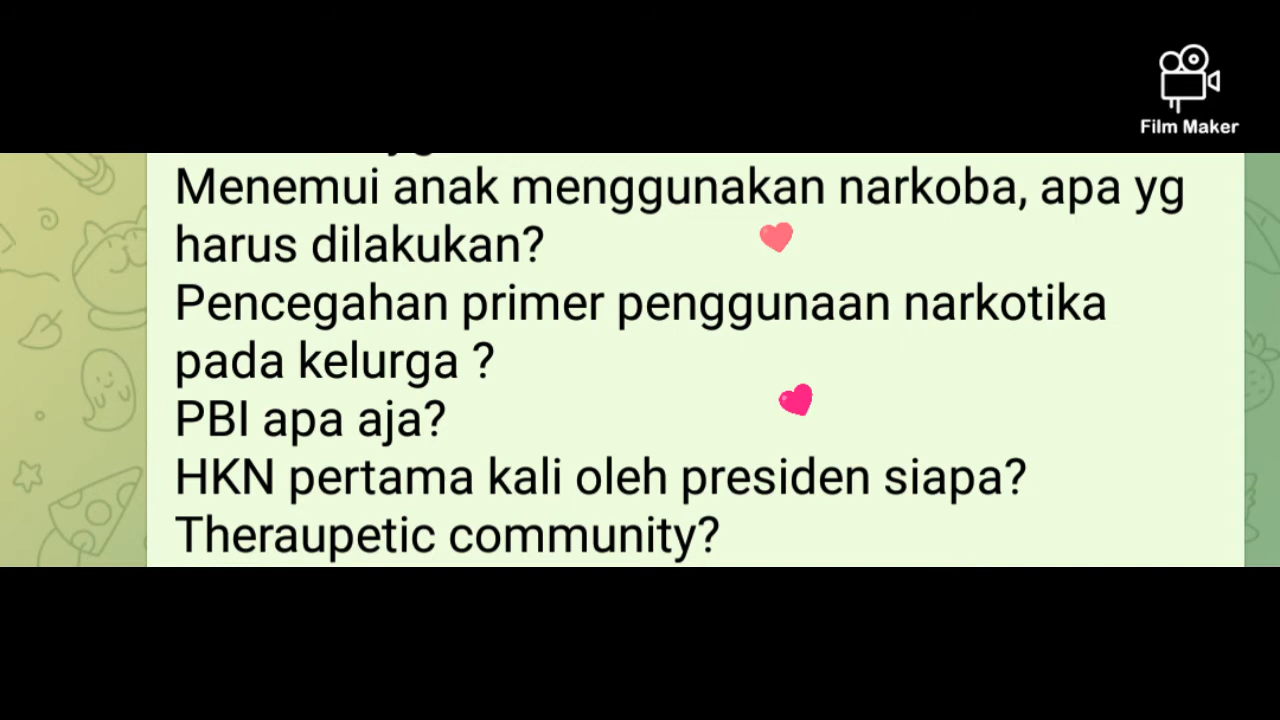 Film Maker
Menemui anak menggunakan narkoba, apa yg
harus dilakukan?
Pencegahan primer penggunaan narkotika
pada kelurga ?
PBI apa aja?
HKN pertama kali oleh presiden siapa?
Theraupetic community?